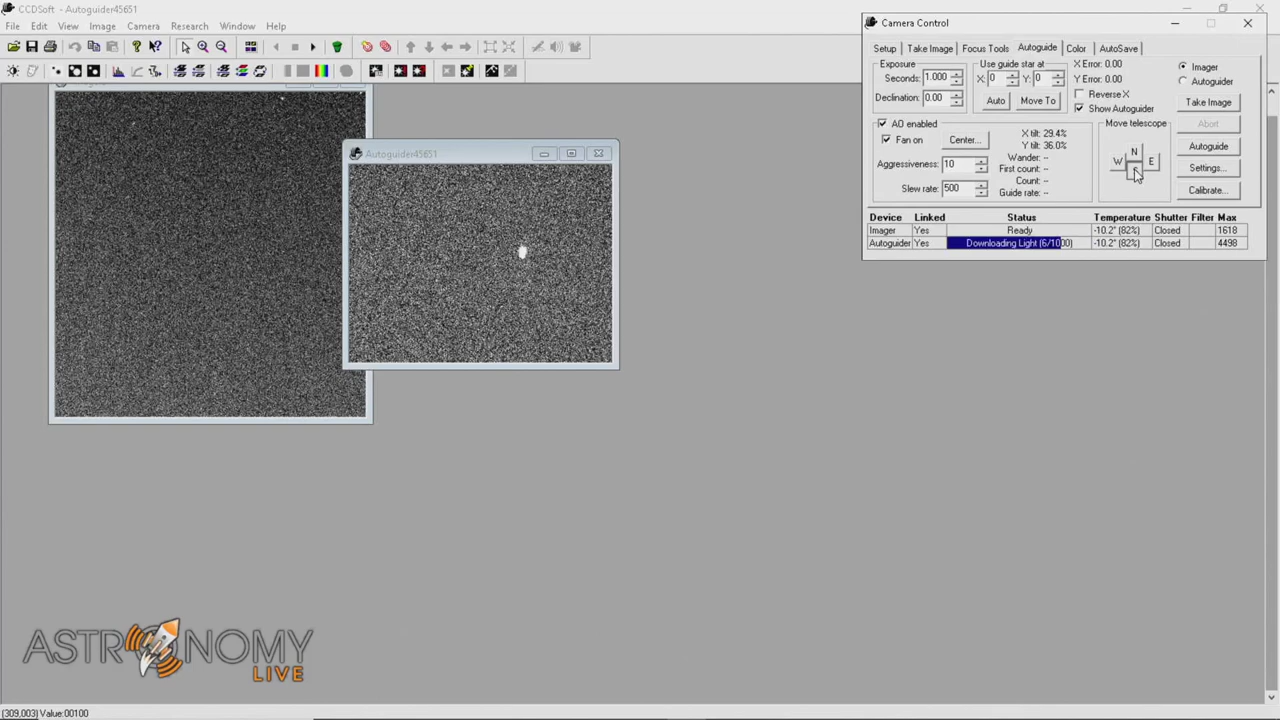 CCDSoft - Autoguider45651
File Edit View Image Camera Research Window Help
Autoguider45651
Camera Control
Setup Take Image Focus Tools Autoguide Color AutoSave
Exposure
Seconds: 1.000
Declination: 0.00
Use guide star at
X: 0 Y: 0
Auto Move To
X Error: 0.00
Y Error: 0.00
Reverse X
Show Autoguider
Imager
Autoguider
Take Image
Abort
Autoguide
Settings...
Calibrate...
AO enabled
Fan on Center...
Aggressiveness: 10
Slew rate: 500
X tilt: 29.4%
Y tilt: 36.0%
Wander: --
First count: --
Count: --
Guide rate: --
Move telescope
N
W E
Device Linked Status Temperature Shutter Filter Max
Imager Yes Ready -10.2° (82%) Closed 1618
Autoguider Yes Downloading Light (6/1000) -10.2° (82%) Closed 4498
ASTRONOMY
LIVE
(309,003) Value:00100